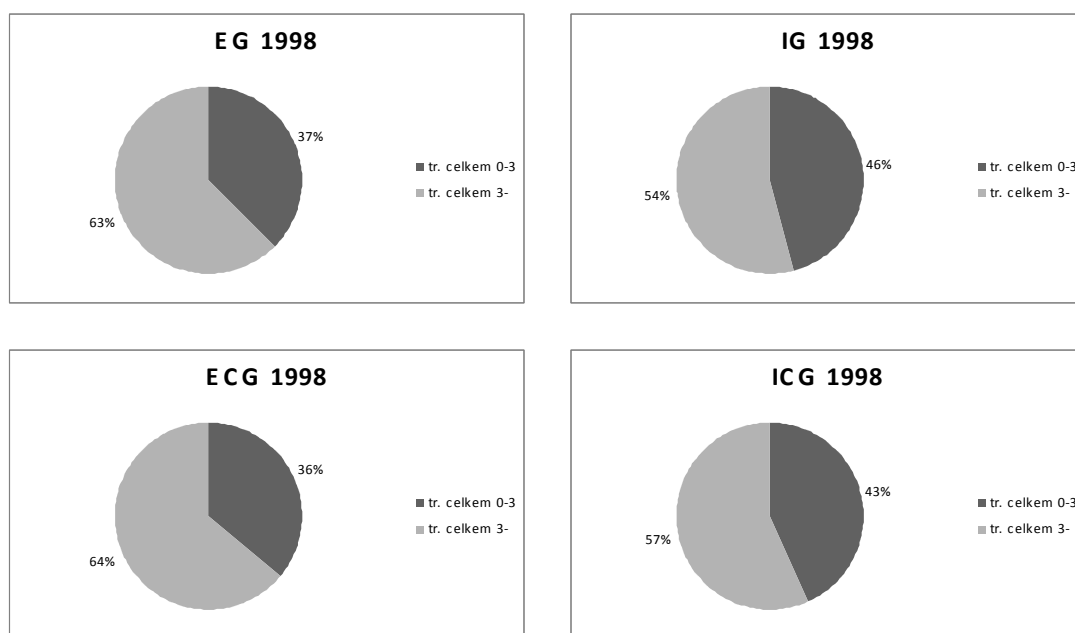 EG 1998
37%
63%
tr. celkem 0-3
tr. celkem 3-
IG 1998
46%
54%
tr. celkem 0-3
tr. celkem 3-
ECG 1998
36%
64%
tr. celkem 0-3
tr. celkem 3-
ICG 1998
43%
57%
tr. celkem 0-3
tr. celkem 3-